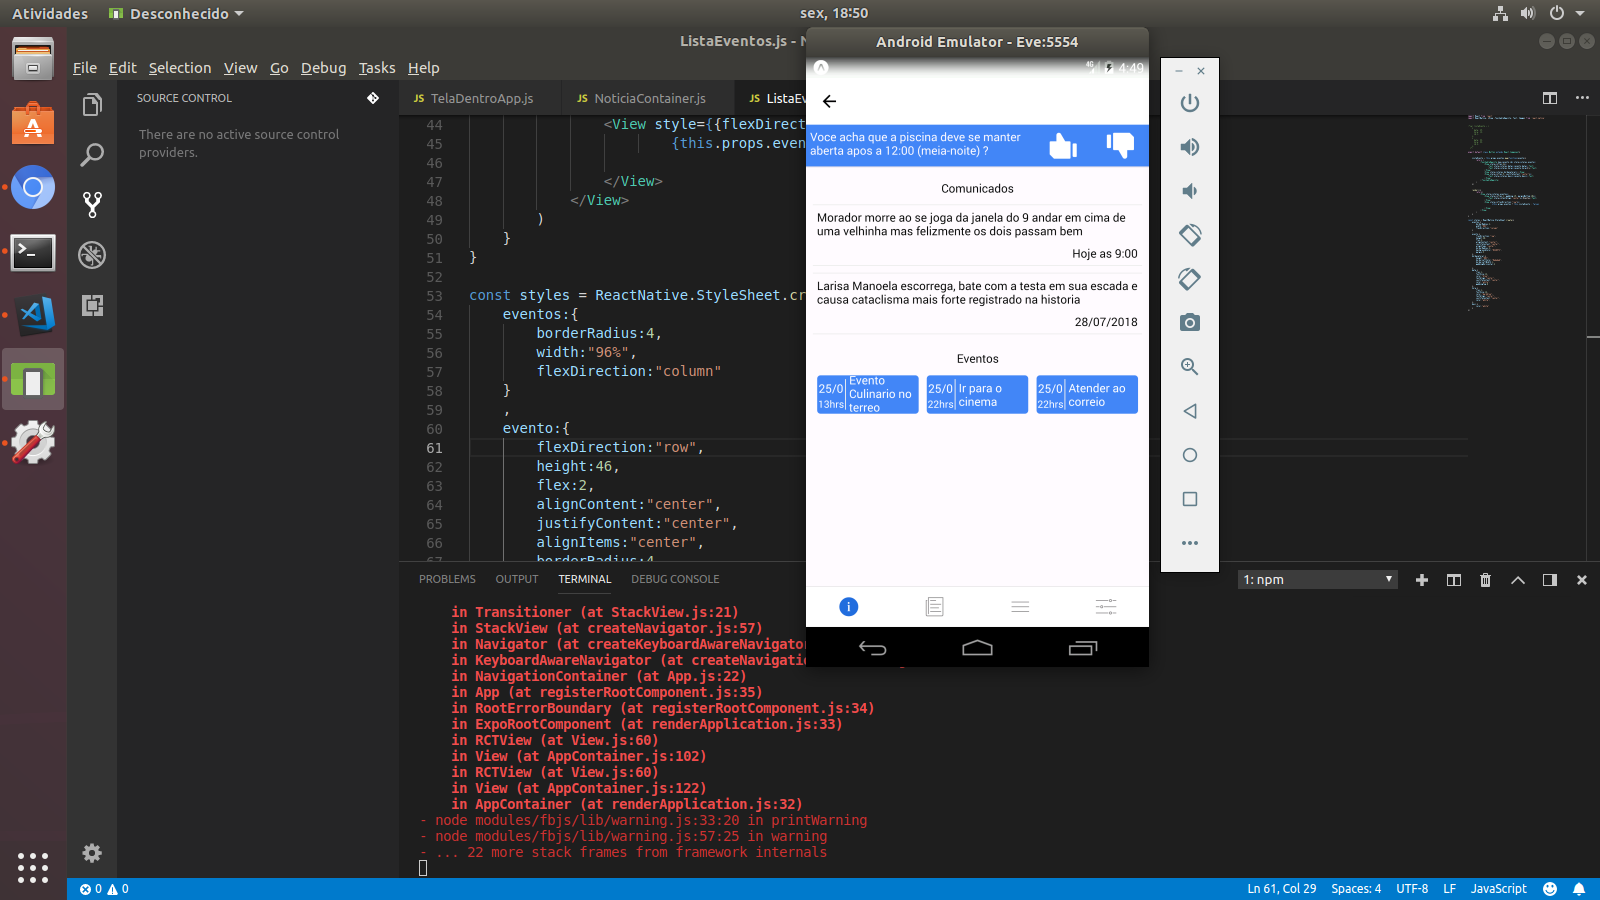 Atividades
Desconhecido
sex, 18:50
ListaEventos.js - N
File Edit Selection View Go Debug Tasks Help
SOURCE CONTROL
There are no active source control
providers.
JS TelaDentroApp.js
JS NoticiaContainer.js
JS ListaEv
44 <View style={{flexDirect
45 {this.props.even
46
47 </View>
48 </View>
49 )
50 }
51 }
52
53 const styles = ReactNative.StyleSheet.cr
54 eventos:{
55 borderRadius:4,
56 width:"96%",
57 flexDirection:"column"
58 }
59 ,
60 evento:{
61 flexDirection:"row",
62 height:46,
63 flex:2,
64 alignContent:"center",
65 justifyContent:"center",
66 alignItems:"center",
67 borderRadius:4
PROBLEMS OUTPUT TERMINAL DEBUG CONSOLE
1: npm
in Transitioner (at StackView.js:21)
in StackView (at createNavigator.js:57)
in Navigator (at createKeyboardAwareNavigator
in KeyboardAwareNavigator (at createNavigatio
in NavigationContainer (at App.js:22)
in App (at registerRootComponent.js:35)
in RootErrorBoundary (at registerRootComponent.js:34)
in ExpoRootComponent (at renderApplication.js:33)
in RCTView (at View.js:60)
in View (at AppContainer.js:102)
in RCTView (at View.js:60)
in View (at AppContainer.js:122)
in AppContainer (at renderApplication.js:32)
- node modules/fbjs/lib/warning.js:33:20 in printWarning
- node modules/fbjs/lib/warning.js:57:25 in warning
- ... 22 more stack frames from framework internals
0 0
Ln 61, Col 29 Spaces: 4 UTF-8 LF JavaScript
Android Emulator - Eve:5554
4G 4:49
Voce acha que a piscina deve se manter
aberta apos a 12:00 (meia-noite) ?
Comunicados
Morador morre ao se joga da janela do 9 andar em cima de
uma velhinha mas felizmente os dois passam bem
Hoje as 9:00
Larisa Manoela escorrega, bate com a testa em sua escada e
causa cataclisma mais forte registrado na historia
28/07/2018
Eventos
25/0
13hrs
Evento
Culinario no
terreo
25/0
22hrs
Ir para o
cinema
25/0
22hrs
Atender ao
correio